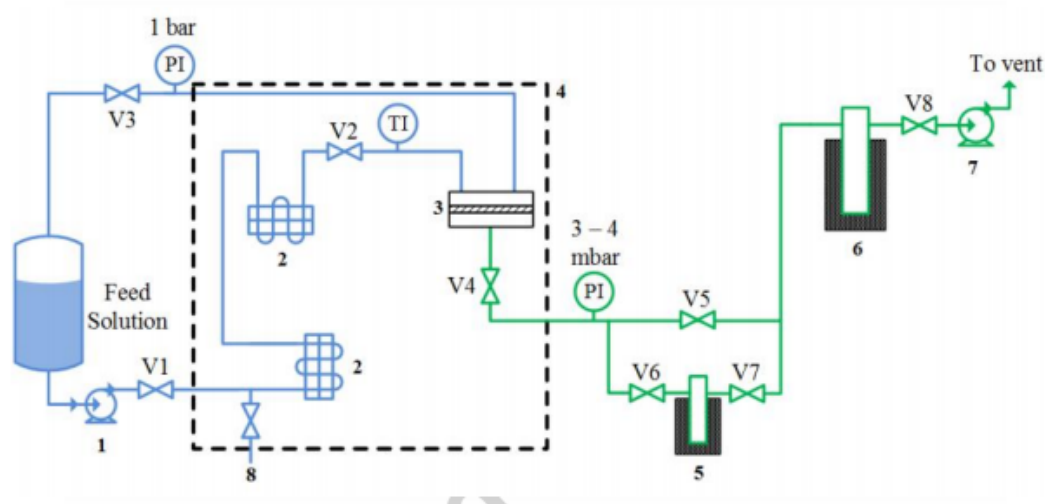 1 bar
PI
V3
4
To vent
V8
7
V2
TI
3
2
6
3 – 4
mbar
PI
V4
V5
Feed
Solution
V1
2
V6
V7
1
8
5